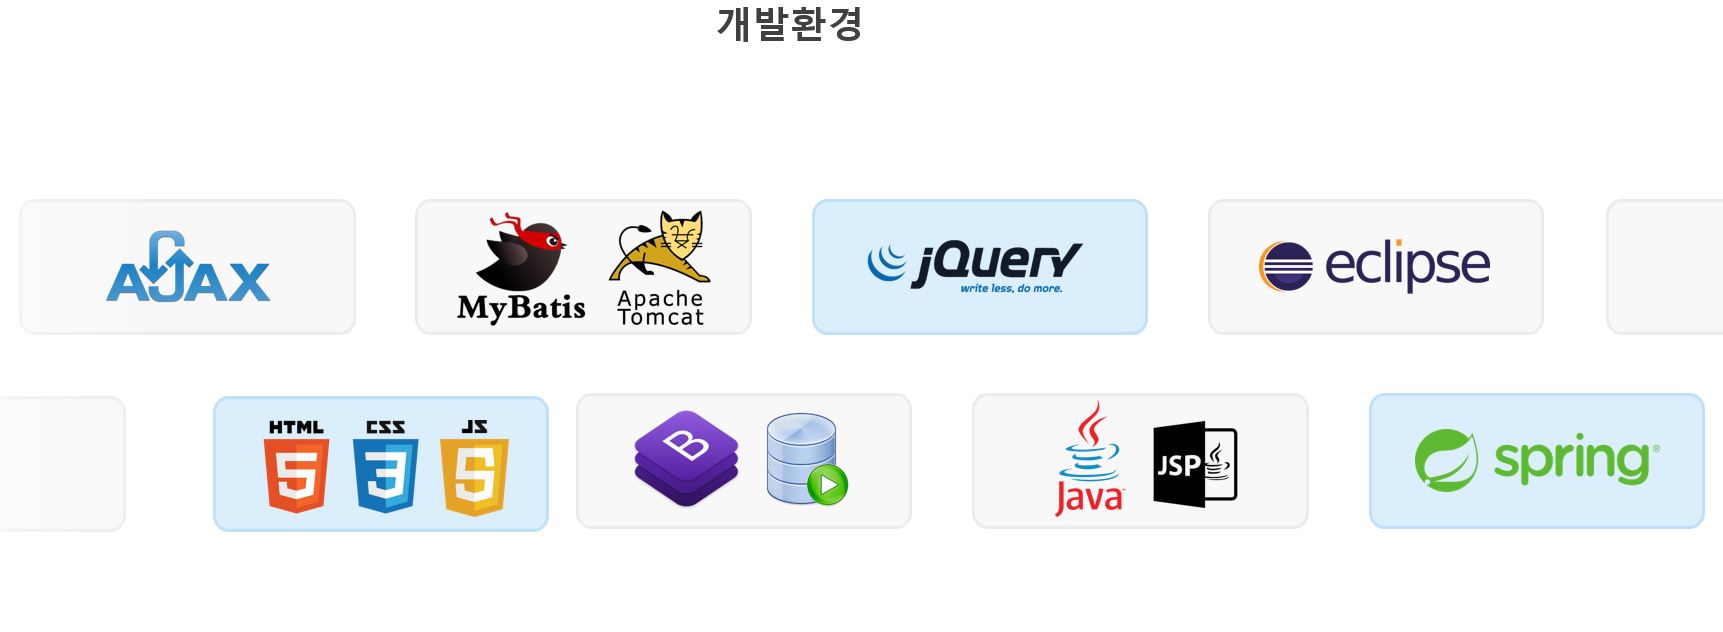 개발환경
AJAX
MyBatis
Apache
Tomcat
jQuery
write less, do more.
eclipse
HTML
5
CSS
3
JS
5
B
Java™
JSP
spring®